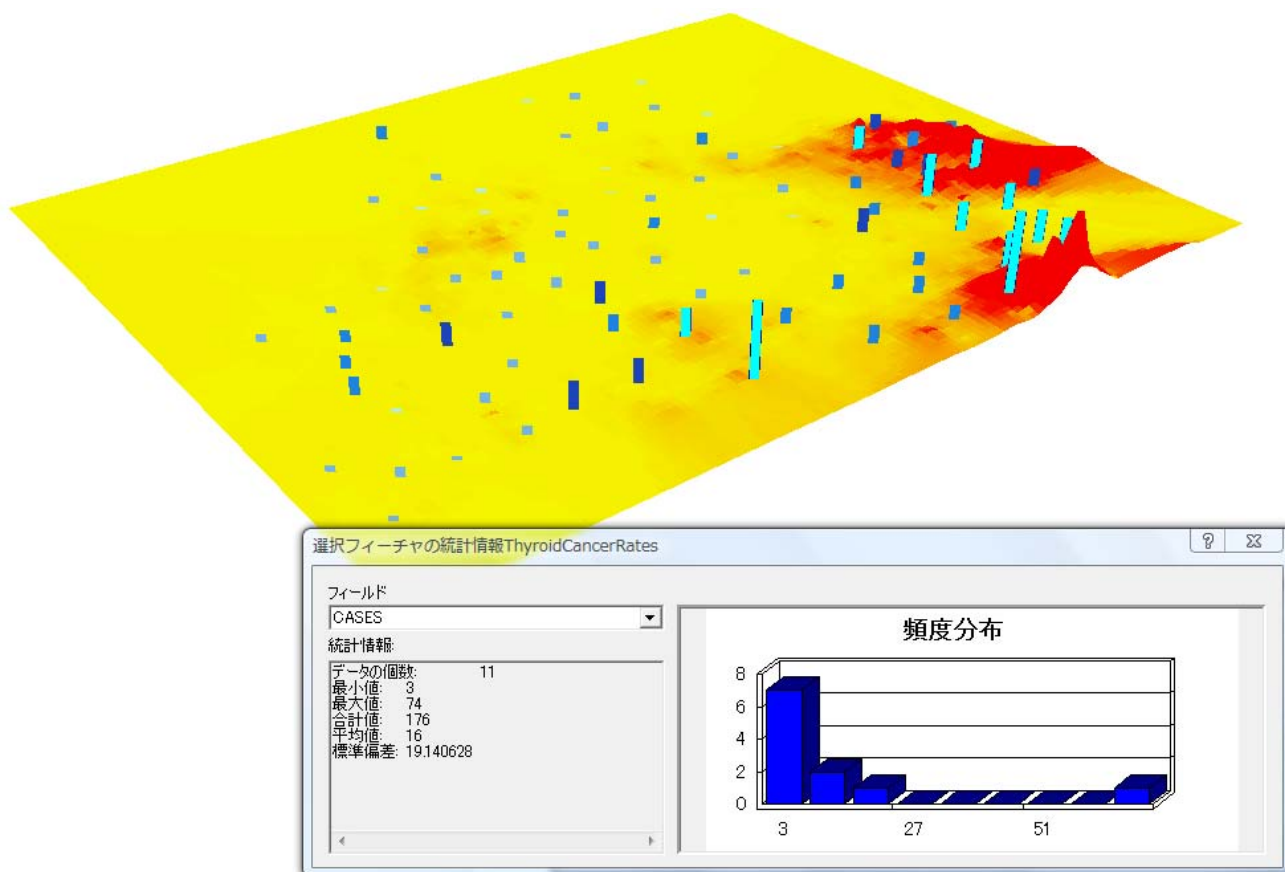 選択フィーチャの統計情報ThyroidCancerRates
フィールド
CASES
統計情報:
データの個数: 11
最小値: 3
最大値: 74
合計値: 176
平均値: 16
標準偏差: 19.140628
頻度分布
8
6
4
2
0
3 27 51